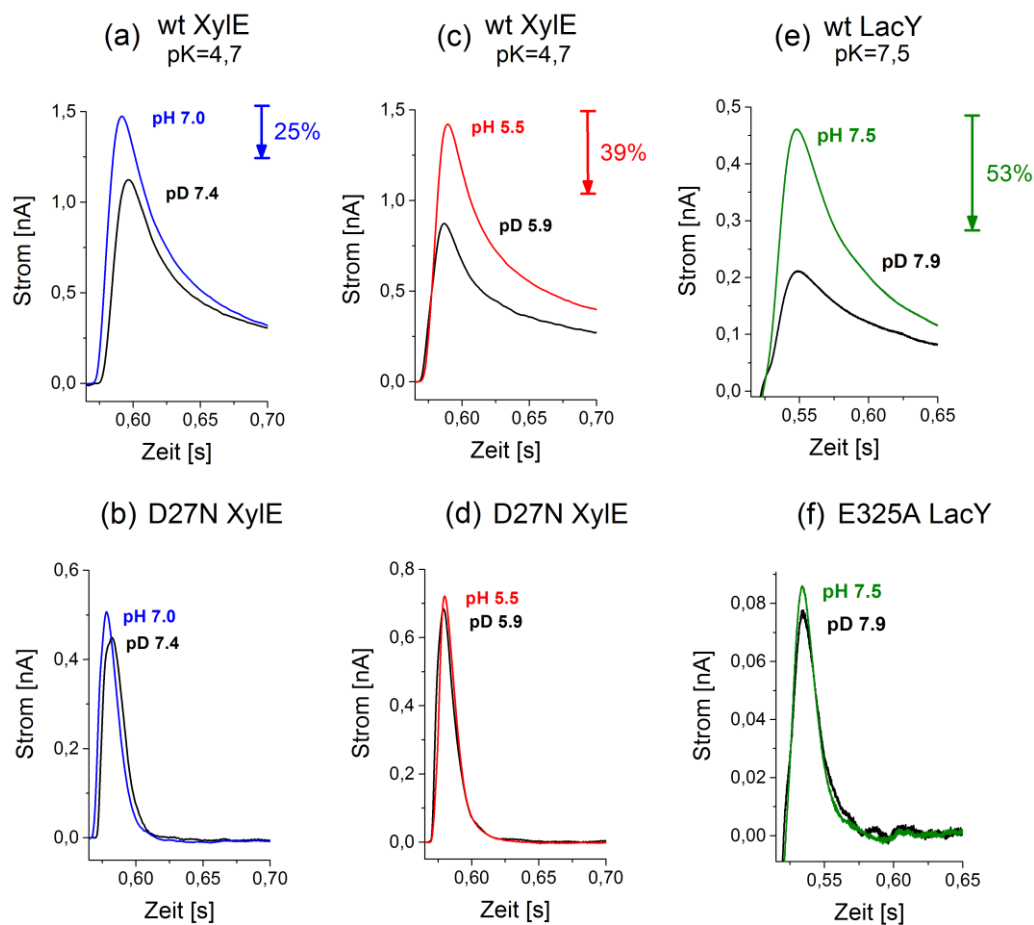 (a) wt XylE
pK=4,7
Strom [nA]
1,5
1,0
0,5
0,0
pH 7.0
pD 7.4
25%
0,60 0,65 0,70
Zeit [s]
(c) wt XylE
pK=4,7
Strom [nA]
1,5
1,0
0,5
0,0
pH 5.5
pD 5.9
39%
0,60 0,65 0,70
Zeit [s]
(e) wt LacY
pK=7,5
Strom [nA]
0,5
0,4
0,3
0,2
0,1
0,0
pH 7.5
pD 7.9
53%
0,55 0,60 0,65
Zeit [s]
(b) D27N XylE
Strom [nA]
0,6
0,4
0,2
0,0
pH 7.0
pD 7.4
0,60 0,65 0,70
Zeit [s]
(d) D27N XylE
Strom [nA]
0,8
0,6
0,4
0,2
0,0
pH 5.5
pD 5.9
0,60 0,65 0,70
Zeit [s]
(f) E325A LacY
Strom [nA]
0,08
0,06
0,04
0,02
0,00
pH 7.5
pD 7.9
0,55 0,60 0,65
Zeit [s]